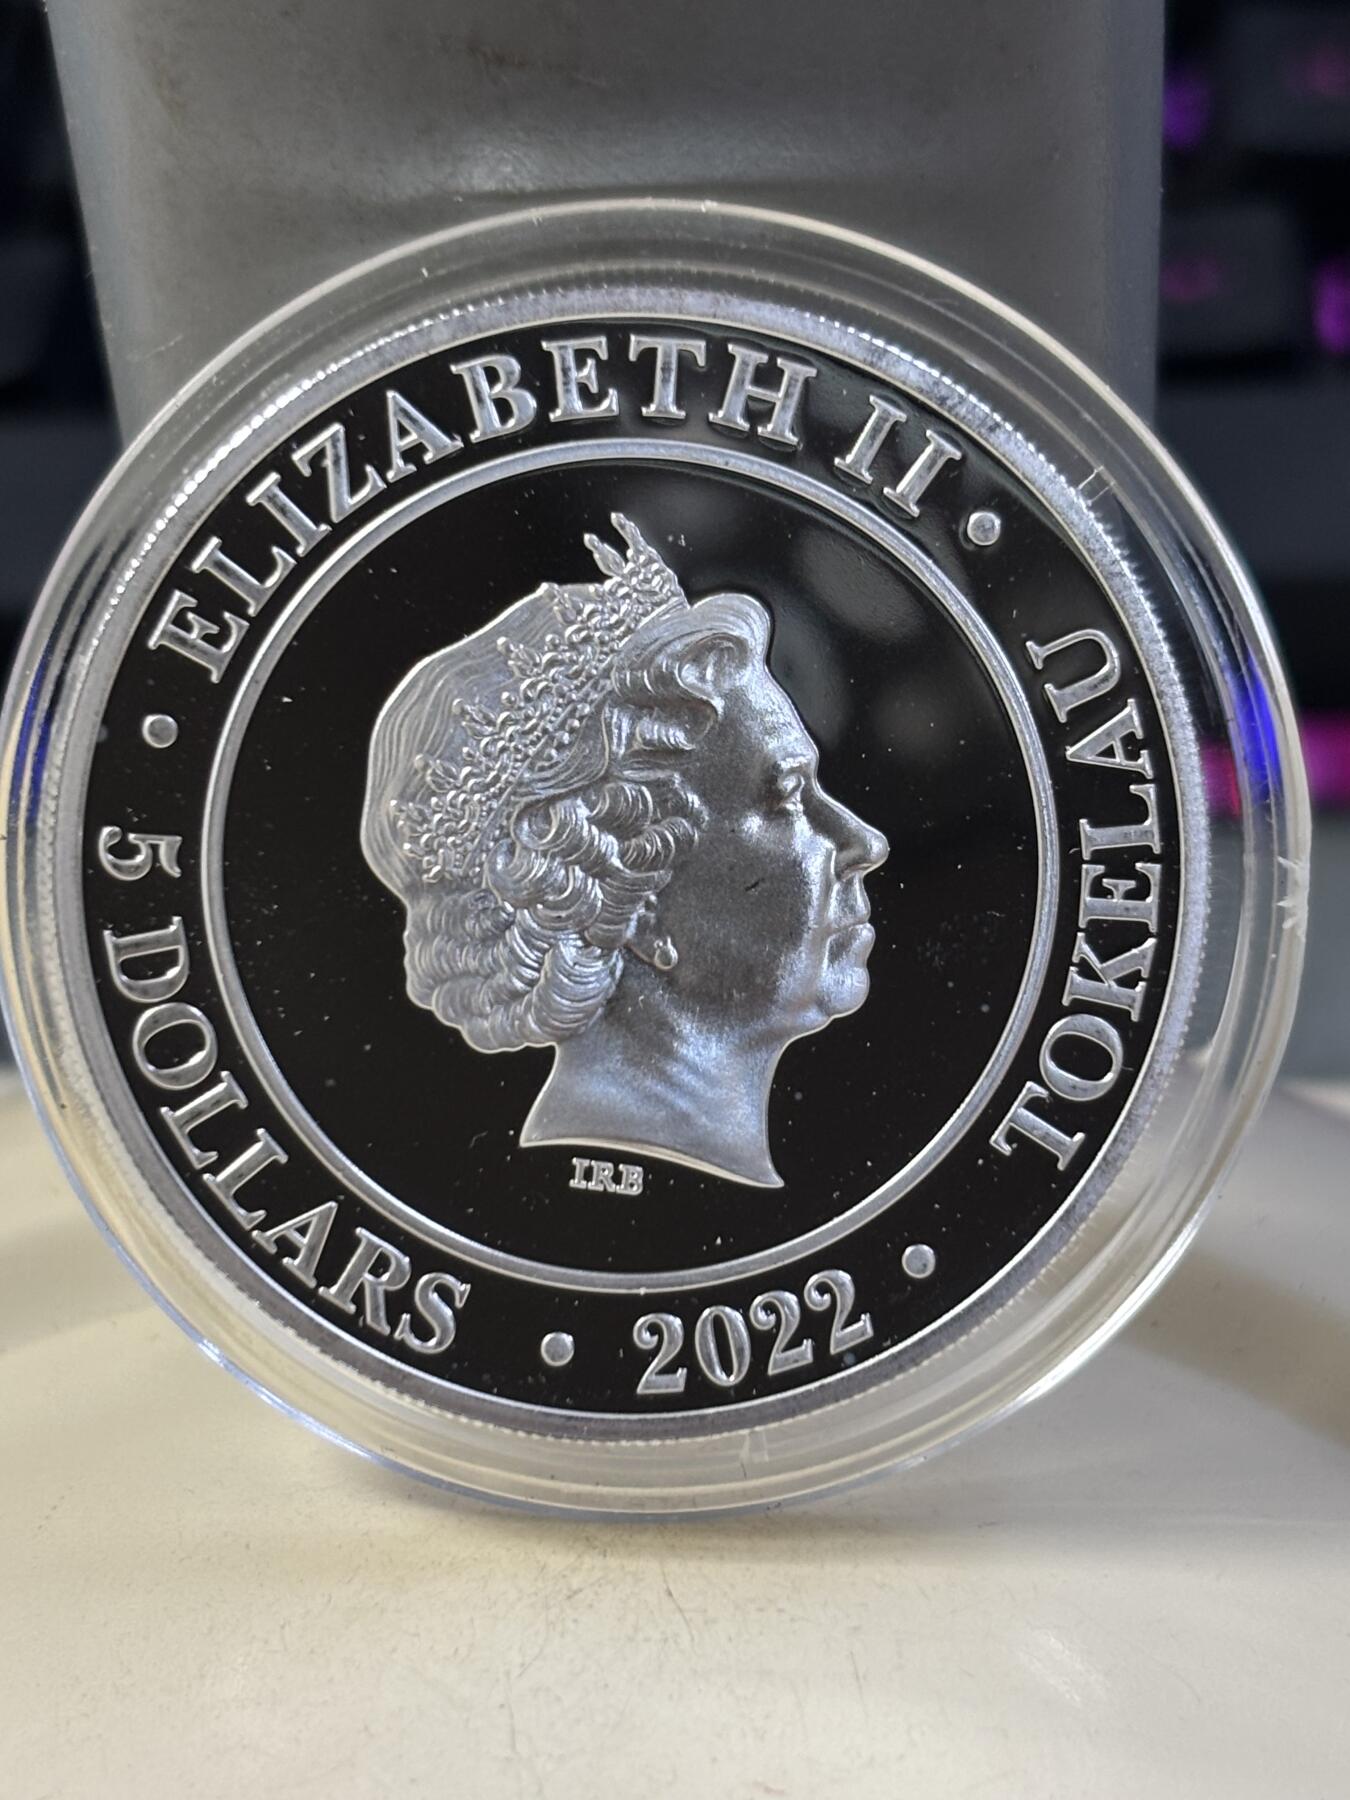 ELIZABETH II • TOKELAU • 2022 • 5 DOLLARS •
IRB